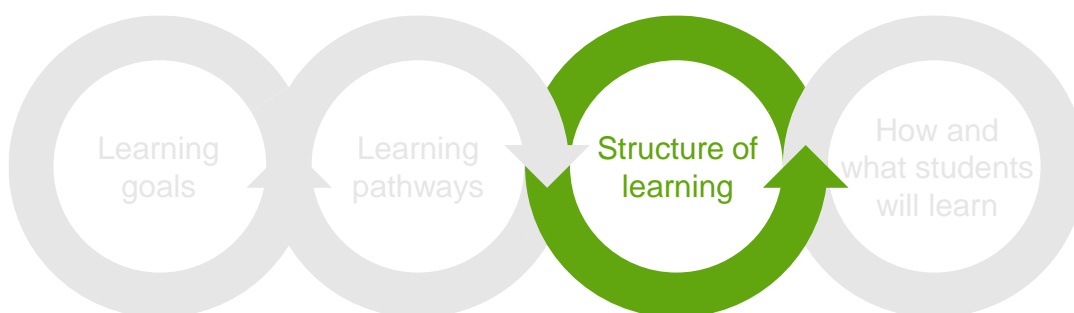 Learning
goals
Learning
pathways
Structure of
learning
How and
what students
will learn